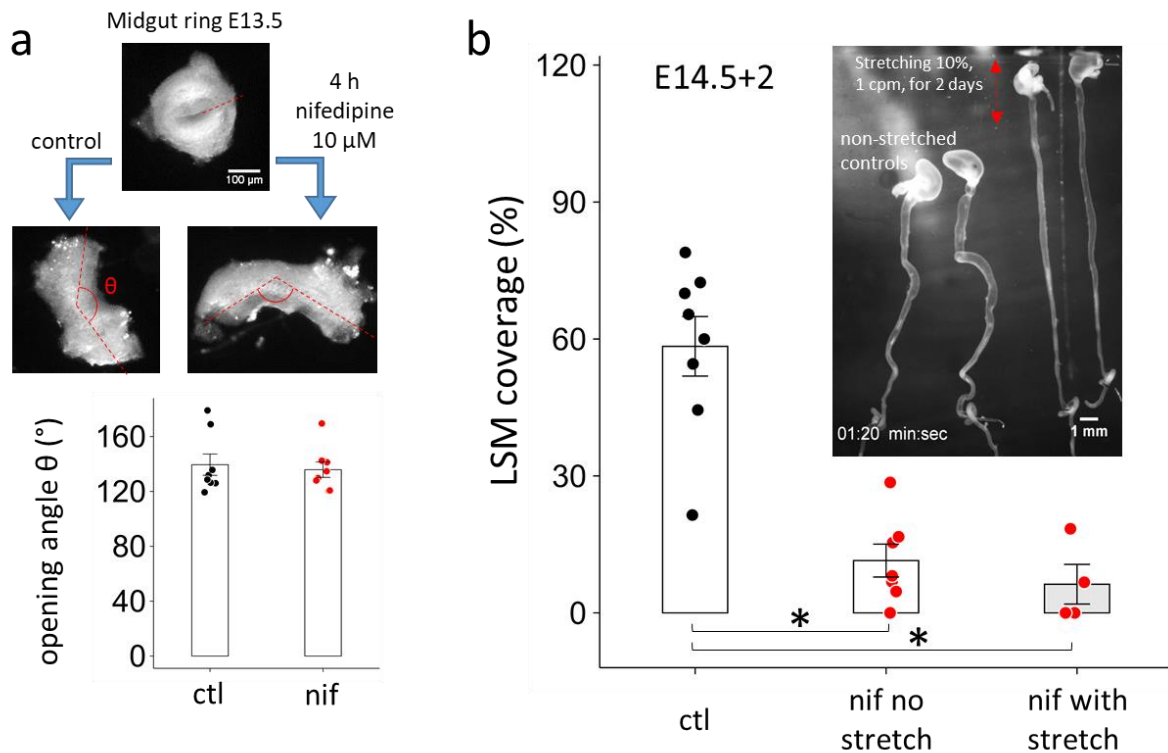 a
Midgut ring E13.5
control
4 h
nifedipine
10 µM
100 µm
θ
opening angle θ (°)
160
120
80
40
0
ctl
nif
b
E14.5+2
LSM coverage (%)
120
90
60
30
0
Stretching 10%,
1 cpm, for 2 days
non-stretched
controls
01:20 min:sec
1 mm
*
*
ctl
nif no
stretch
nif with
stretch